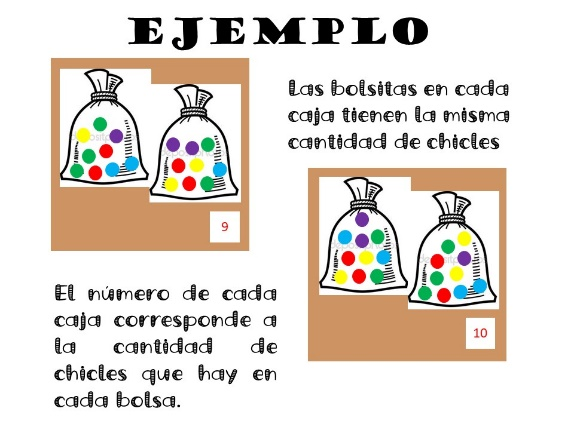 EJEMPLO
Las bolsitas en cada
caja tienen la misma
cantidad de chicles
9
10
El número de cada
caja corresponde a
la cantidad de
chicles que hay en
cada bolsa.